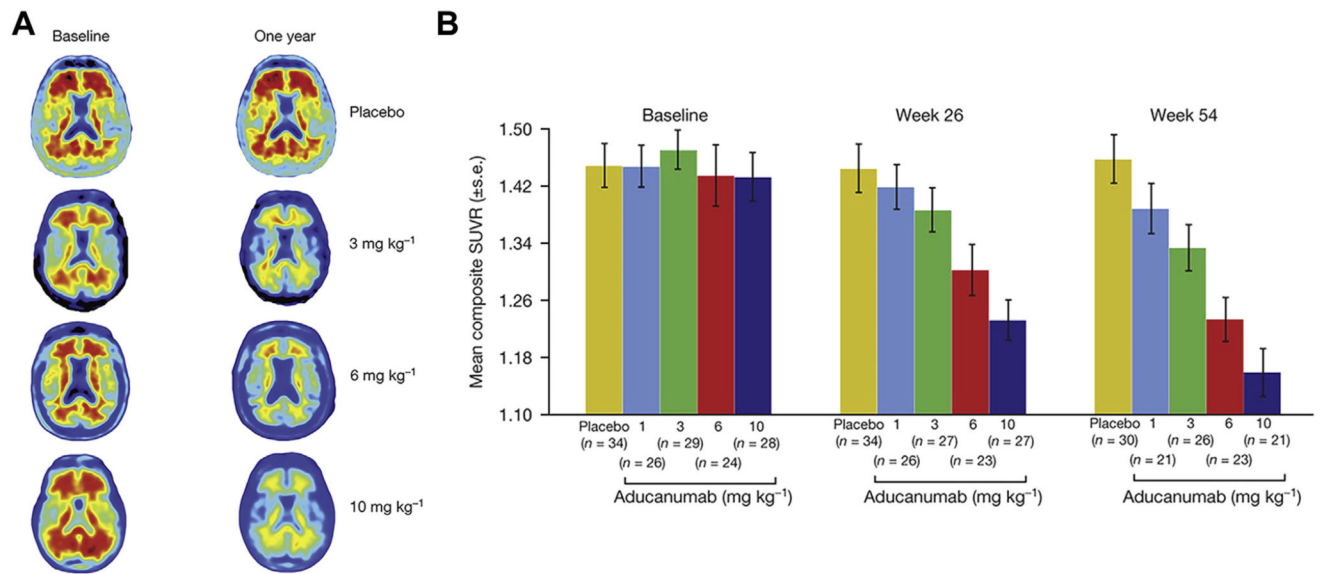 A
Baseline
One year
Placebo
3 mg kg⁻¹
6 mg kg⁻¹
10 mg kg⁻¹
B
Baseline
Week 26
Week 54
Mean composite SUVR (±s.e.)
1.50
1.42
1.34
1.26
1.18
1.10
Placebo 1 3 6 10
(n = 34) (n = 29) (n = 28)
(n = 26) (n = 24)
Aducanumab (mg kg⁻¹)
Placebo 1 3 6 10
(n = 34) (n = 27) (n = 27)
(n = 26) (n = 23)
Aducanumab (mg kg⁻¹)
Placebo 1 3 6 10
(n = 30) (n = 26) (n = 21)
(n = 21) (n = 23)
Aducanumab (mg kg⁻¹)